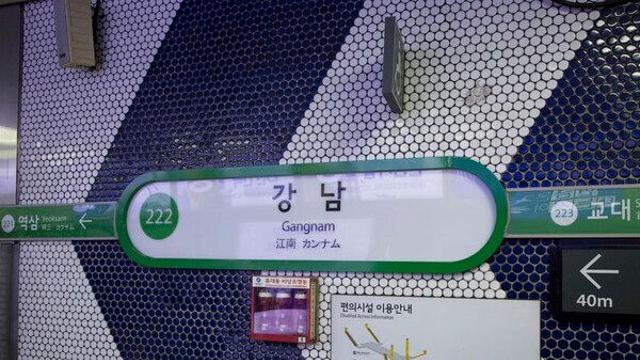 222
강남
Gangnam
江南 カンナム
221 역삼 Yeoksam
←
223 교대
←
40m
편의시설 이용안내